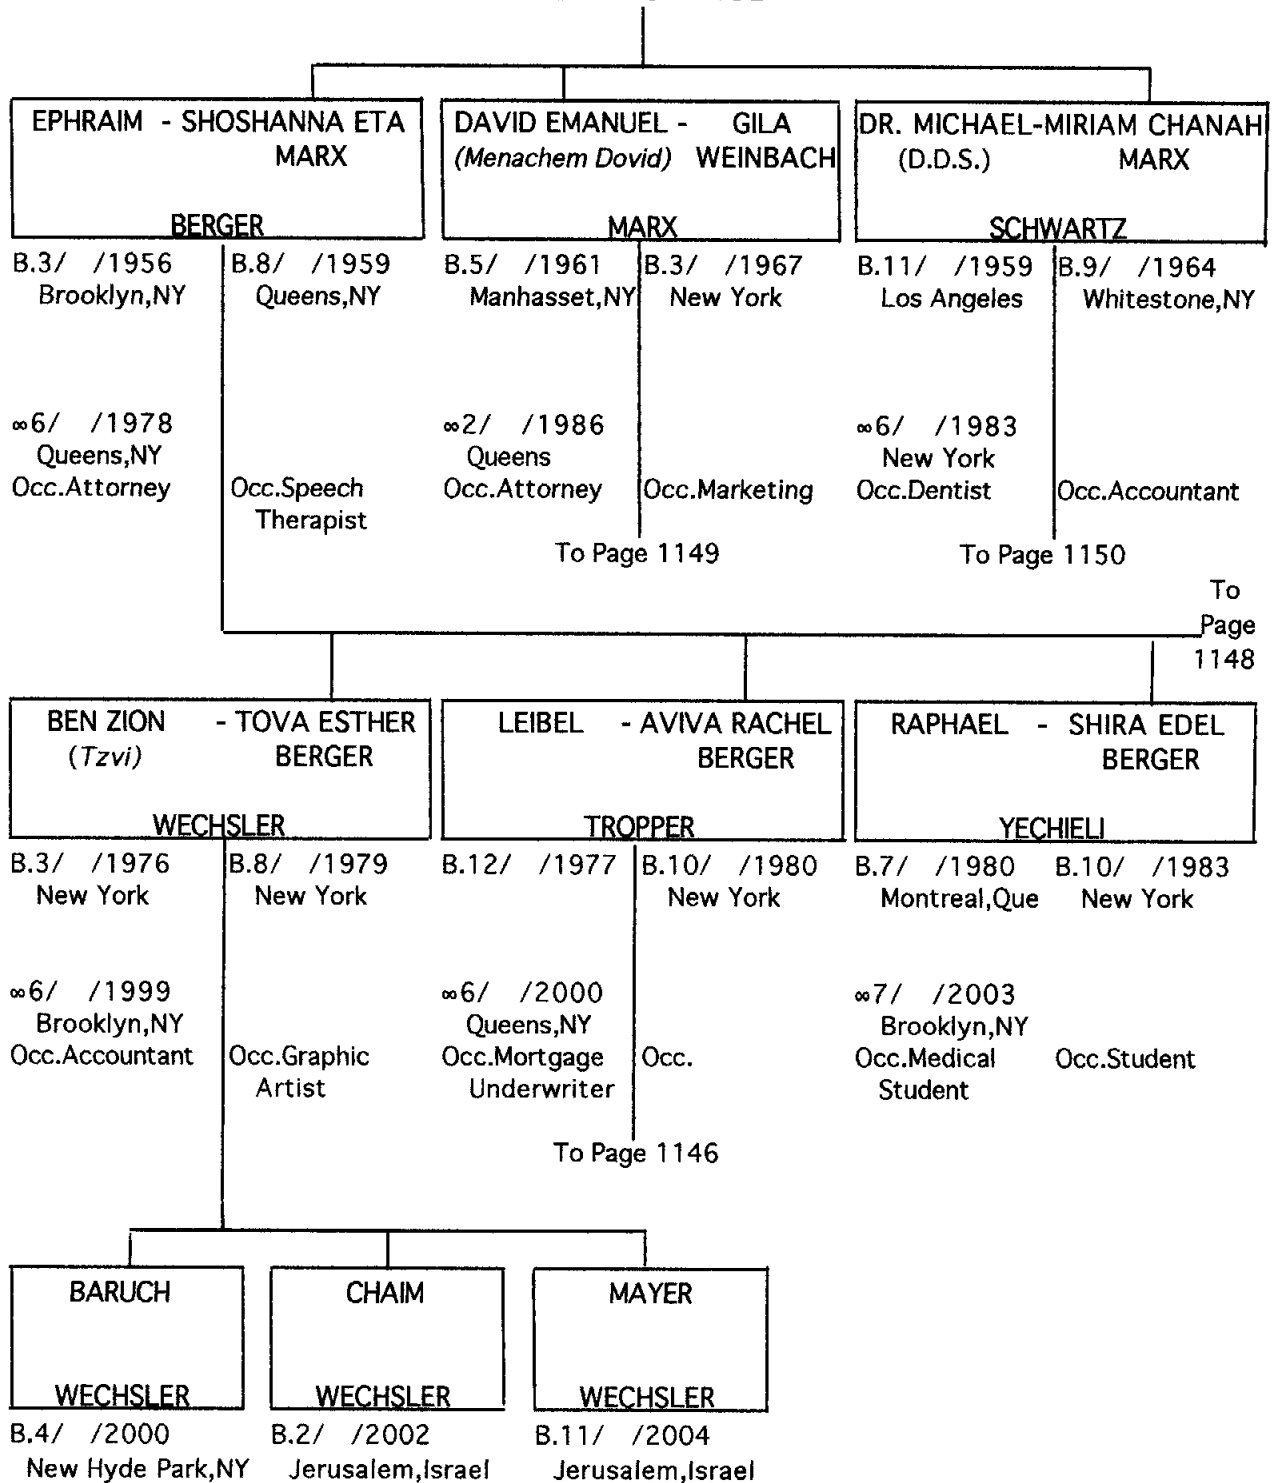 EPHRAIM - SHOSHANNA ETA
MARX
BERGER
B.3/ /1956
Brooklyn,NY
B.8/ /1959
Queens,NY
∞6/ /1978
Queens,NY
Occ.Attorney
Occ.Speech
Therapist
DAVID EMANUEL - GILA
(Menachem Dovid) WEINBACH
MARX
B.5/ /1961
Manhasset,NY
B.3/ /1967
New York
∞2/ /1986
Queens
Occ.Attorney
Occ.Marketing
To Page 1149
DR. MICHAEL-MIRIAM CHANAH
(D.D.S.) MARX
SCHWARTZ
B.11/ /1959
Los Angeles
B.9/ /1964
Whitestone,NY
∞6/ /1983
New York
Occ.Dentist
Occ.Accountant
To Page 1150
To
Page
1148
BEN ZION - TOVA ESTHER
(Tzvi) BERGER
WECHSLER
B.3/ /1976
New York
B.8/ /1979
New York
∞6/ /1999
Brooklyn,NY
Occ.Accountant
Occ.Graphic
Artist
LEIBEL - AVIVA RACHEL
BERGER
TROPPER
B.12/ /1977
B.10/ /1980
New York
∞6/ /2000
Queens,NY
Occ.Mortgage
Underwriter
Occ.
To Page 1146
RAPHAEL - SHIRA EDEL
BERGER
YECHIELI
B.7/ /1980
Montreal,Que
B.10/ /1983
New York
∞7/ /2003
Brooklyn,NY
Occ.Medical
Student
Occ.Student
BARUCH
WECHSLER
B.4/ /2000
New Hyde Park,NY
CHAIM
WECHSLER
B.2/ /2002
Jerusalem,Israel
MAYER
WECHSLER
B.11/ /2004
Jerusalem,Israel